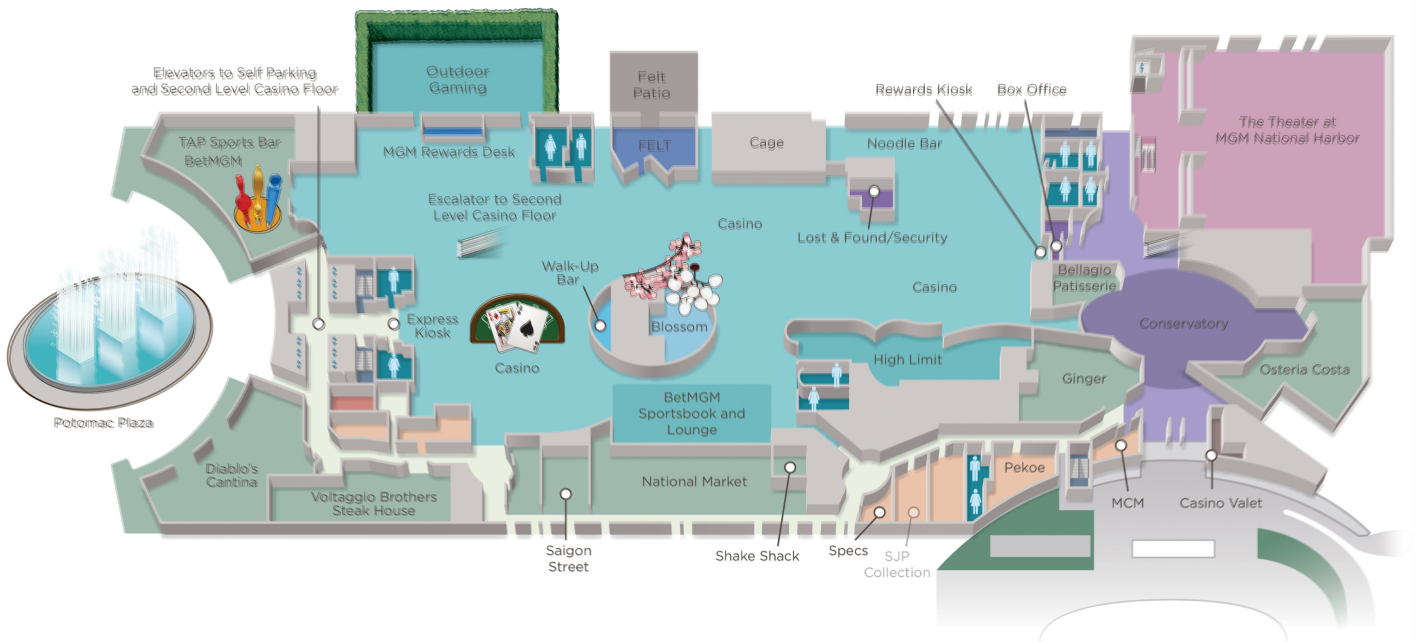 Elevators to Self Parking
and Second Level Casino Floor
Outdoor
Gaming
Felt
Patio
Rewards Kiosk
Box Office
The Theater at
MGM National Harbor
TAP Sports Bar
BetMGM
MGM Rewards Desk
FELT
Cage
Noodle Bar
Escalator to Second
Level Casino Floor
Casino
Lost & Found/Security
Walk-Up
Bar
Casino
Bellagio
Patisserie
Express
Kiosk
Blossom
Conservatory
Casino
High Limit
Ginger
Osteria Costa
Potomac Plaza
BetMGM
Sportsbook and
Lounge
Diablo's
Cantina
Voltaggio Brothers
Steak House
National Market
Pekoe
MCM
Casino Valet
Saigon
Street
Shake Shack
Specs
SJP
Collection